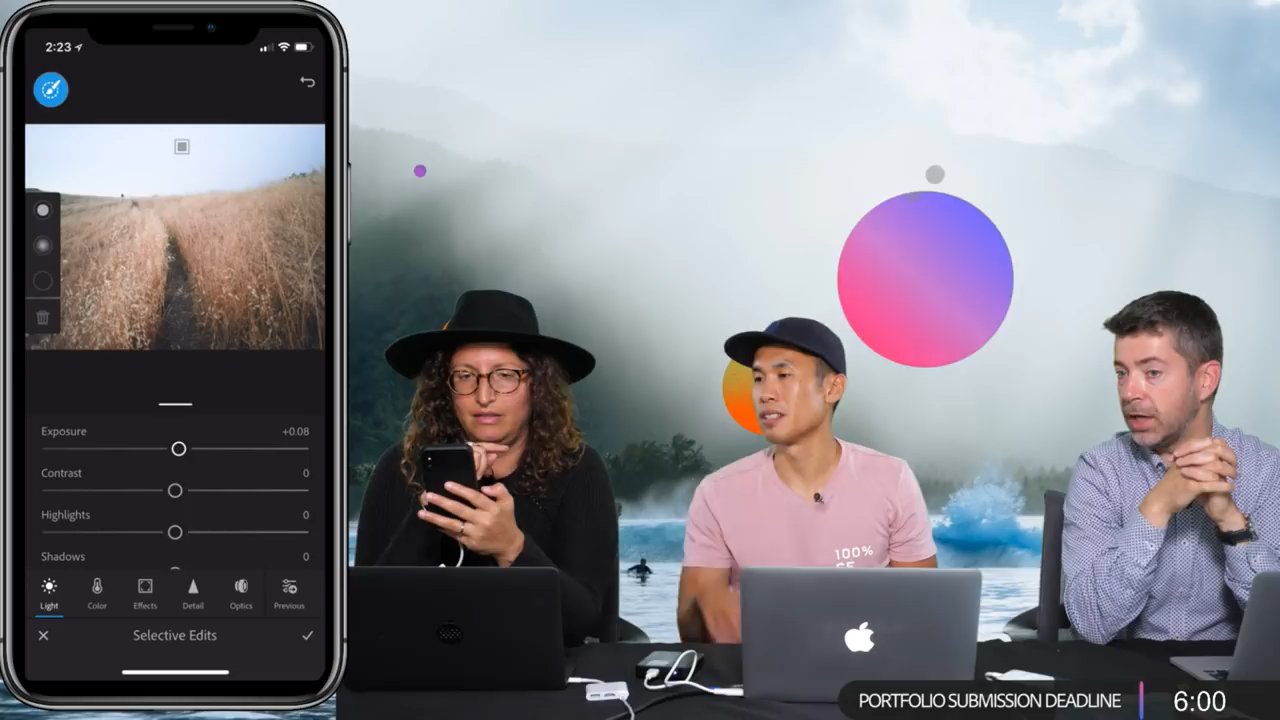 2:23
Exposure +0.08
Contrast 0
Highlights 0
Shadows 0
Light Color Effects Detail Optics Previous
Selective Edits
100%
PORTFOLIO SUBMISSION DEADLINE 6:00